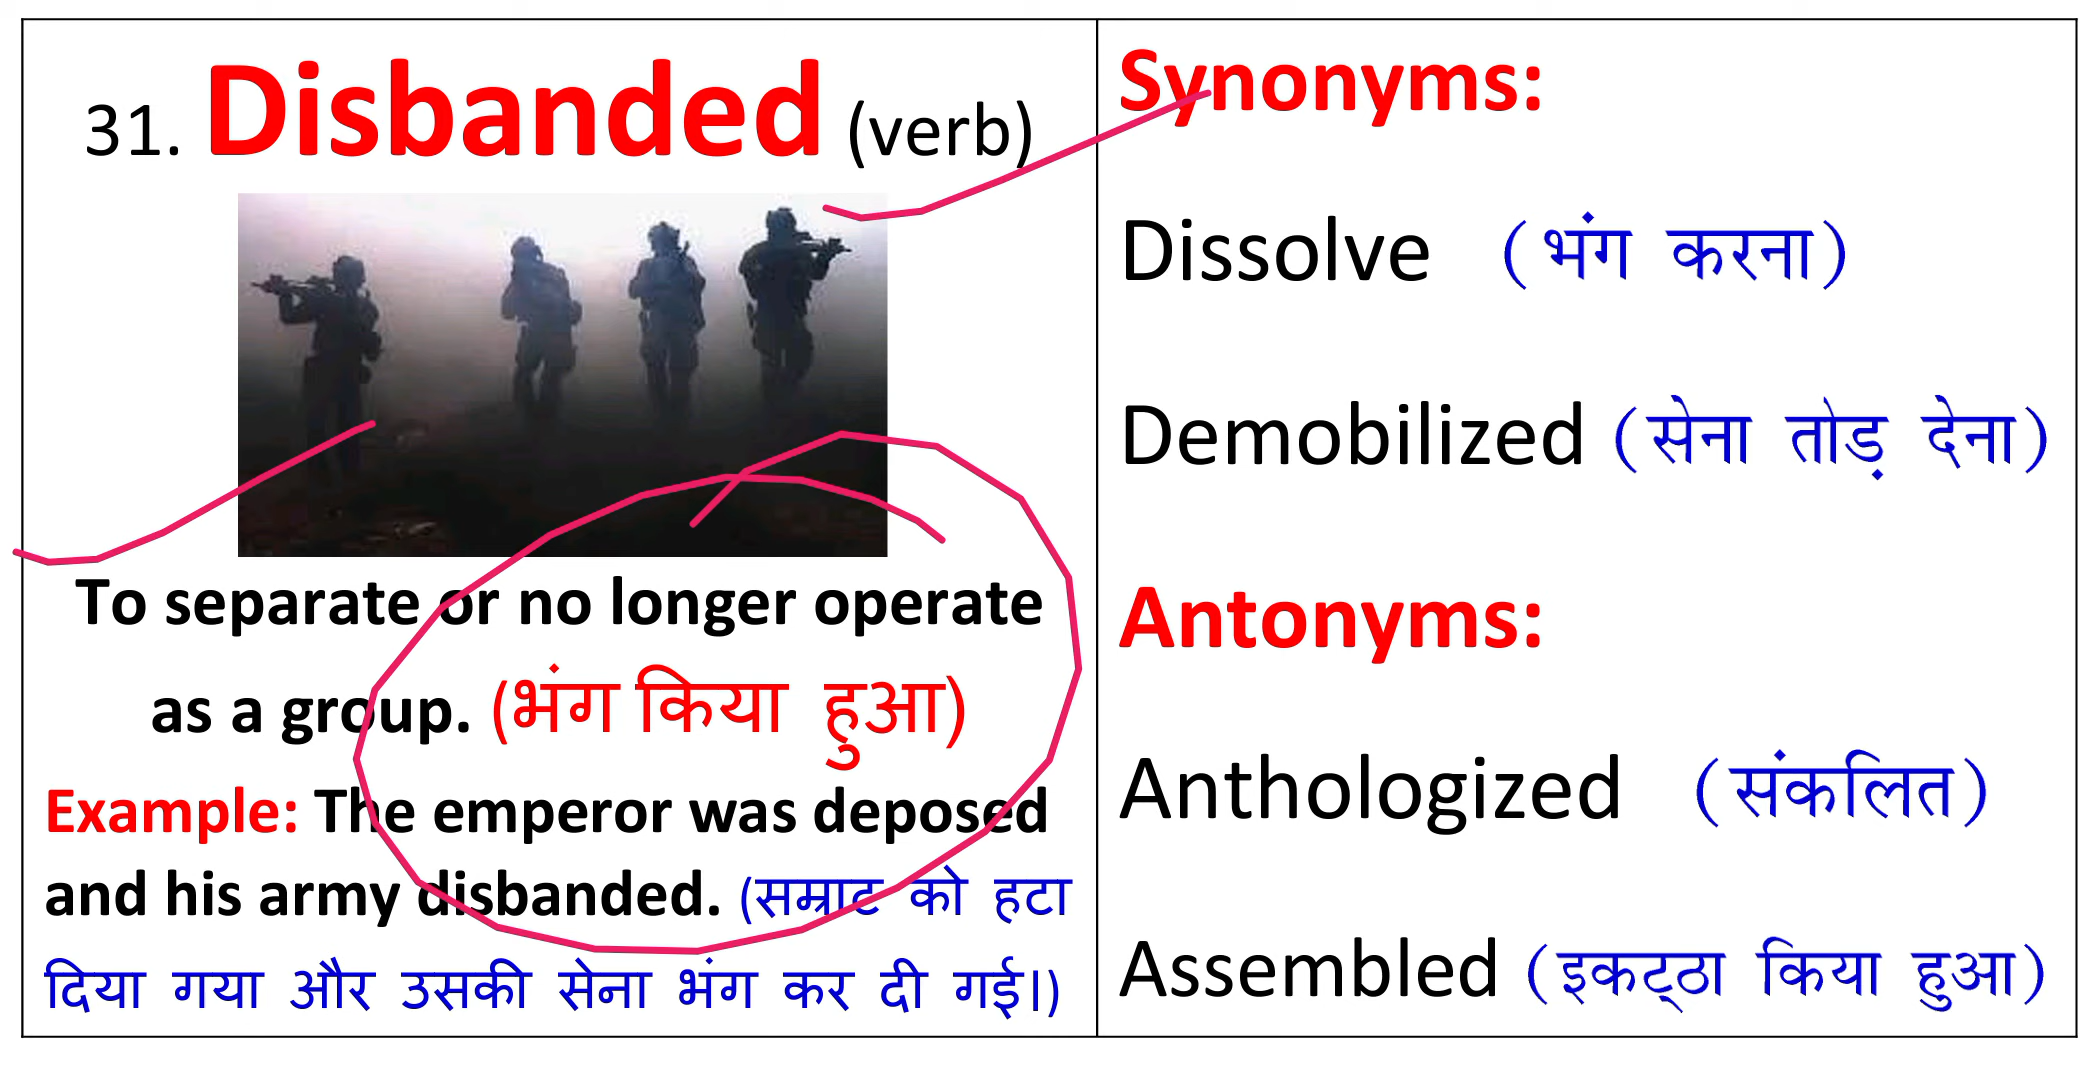 31. Disbanded (verb)
To separate or no longer operate
as a group. (भंग किया हुआ)
Example: The emperor was deposed
and his army disbanded. (सम्राट को हटा
दिया गया और उसकी सेना भंग कर दी गई।)
Synonyms:
Dissolve (भंग करना)
Demobilized (सेना तोड़ देना)
Antonyms:
Anthologized (संकलित)
Assembled (इकट्ठा किया हुआ)